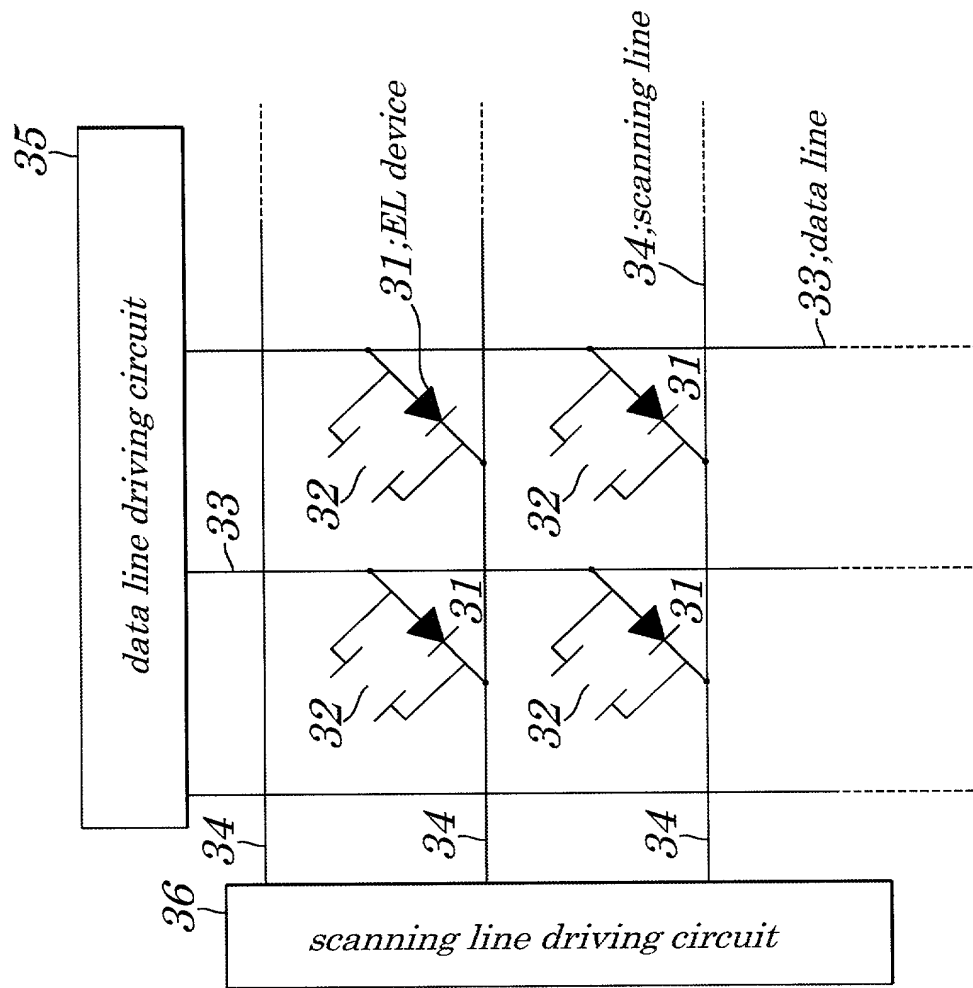 35
data line driving circuit
31;EL device
34;scanning line
33;data line
33
32
32
31
31
32
32
31
34
34
34
36
scanning line driving circuit